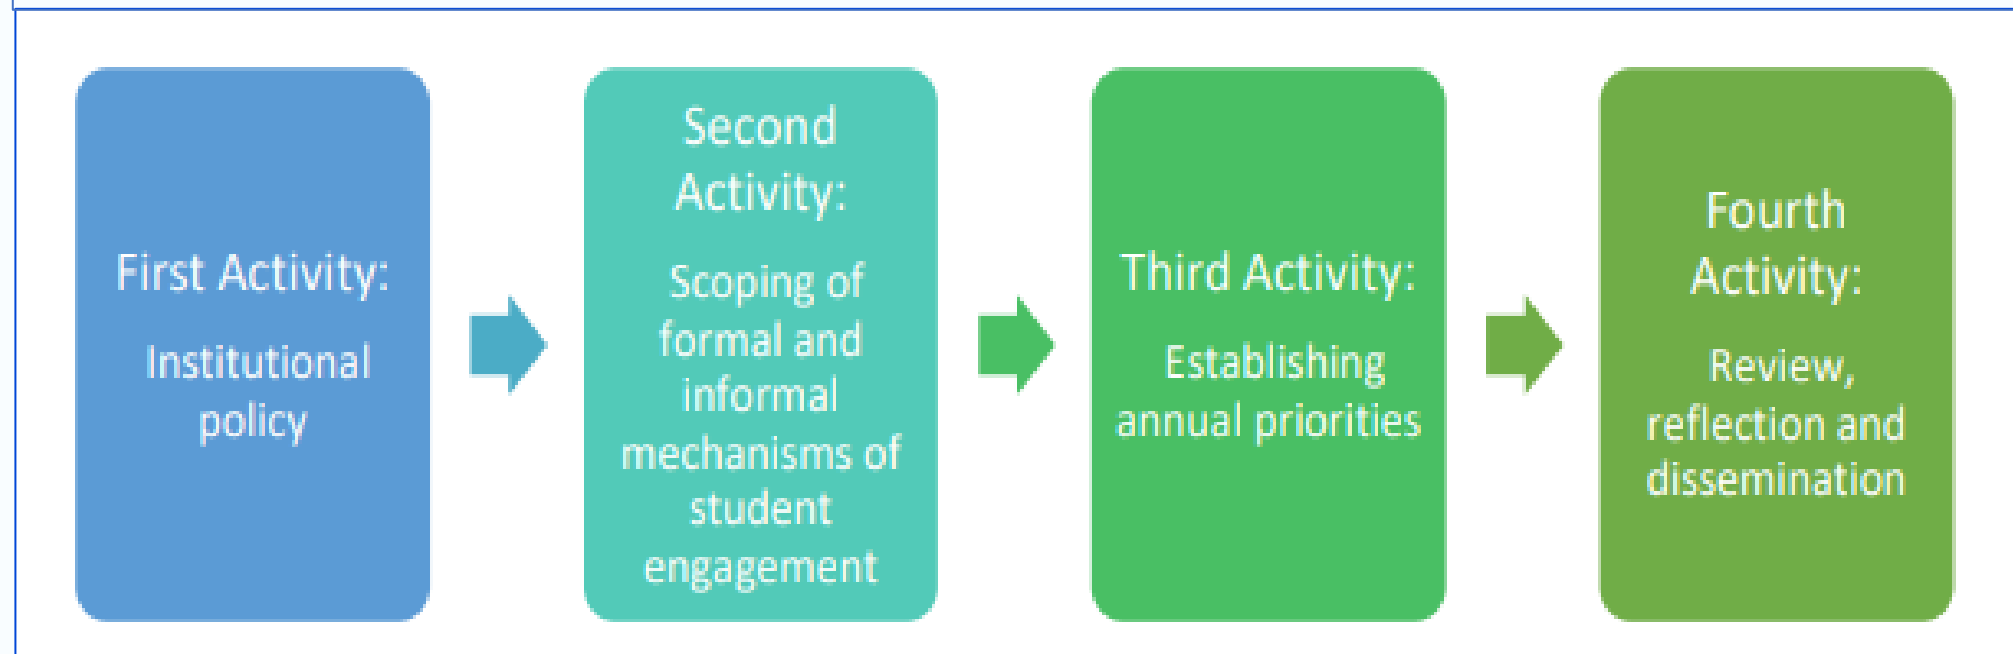 First Activity:
Institutional
policy
Second
Activity:
Scoping of
formal and
informal
mechanisms of
student
engagement
Third Activity:
Establishing
annual priorities
Fourth
Activity:
Review,
reflection and
dissemination